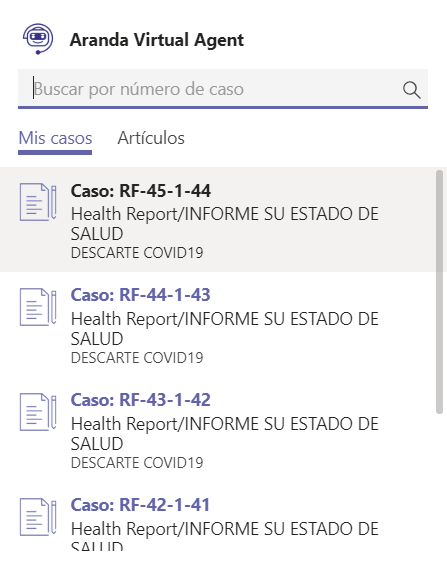 Aranda Virtual Agent
Buscar por número de caso
Mis casos Artículos
Caso: RF-45-1-44
Health Report/INFORME SU ESTADO DE
SALUD
DESCARTE COVID19
Caso: RF-44-1-43
Health Report/INFORME SU ESTADO DE
SALUD
DESCARTE COVID19
Caso: RF-43-1-42
Health Report/INFORME SU ESTADO DE
SALUD
DESCARTE COVID19
Caso: RF-42-1-41
Health Report/INFORME SU ESTADO DE
SALUD